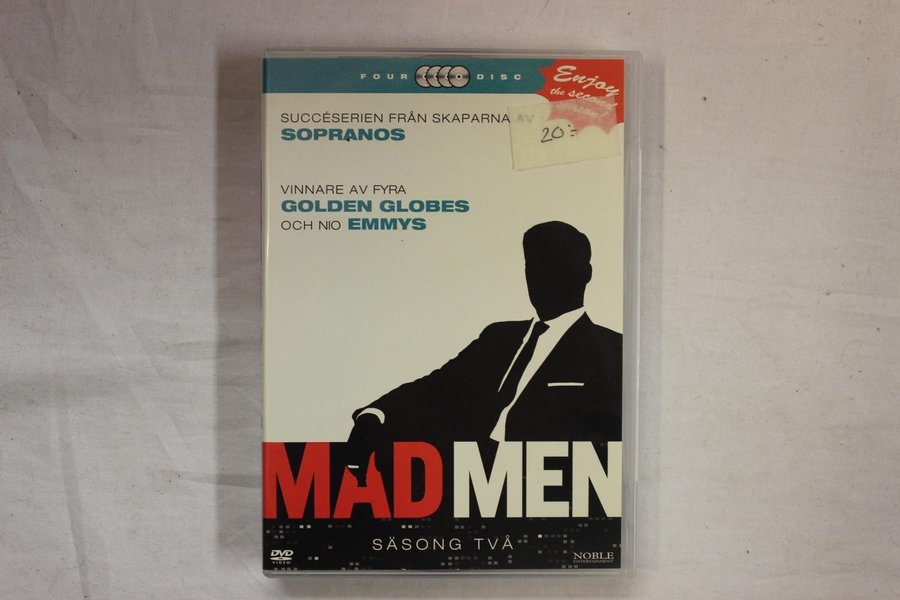 FOUR DISC
Enjoy
the second
SUCCÉSERIEN FRÅN SKAPARNA AV
SOPRANOS
20:-
VINNARE AV FYRA
GOLDEN GLOBES
OCH NIO EMMYS
MAD MEN
SÄSONG TVÅ
DVD
VIDEO
NOBLE
ENTERTAINMENT